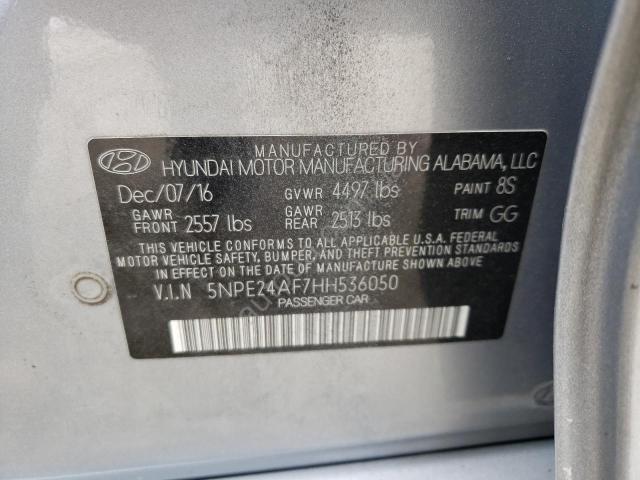 MANUFACTURED BY
HYUNDAI MOTOR MANUFACTURING ALABAMA, LLC
Dec/07/16 GVWR 4497 lbs PAINT 8S
GAWR FRONT 2557 lbs GAWR REAR 2513 lbs TRIM GG
THIS VEHICLE CONFORMS TO ALL APPLICABLE U.S.A. FEDERAL
MOTOR VEHICLE SAFETY, BUMPER, AND THEFT PREVENTION STANDARDS
IN EFFECT ON THE DATE OF MANUFACTURE SHOWN ABOVE.
V.I.N 5NPE24AF7HH536050
PASSENGER CAR